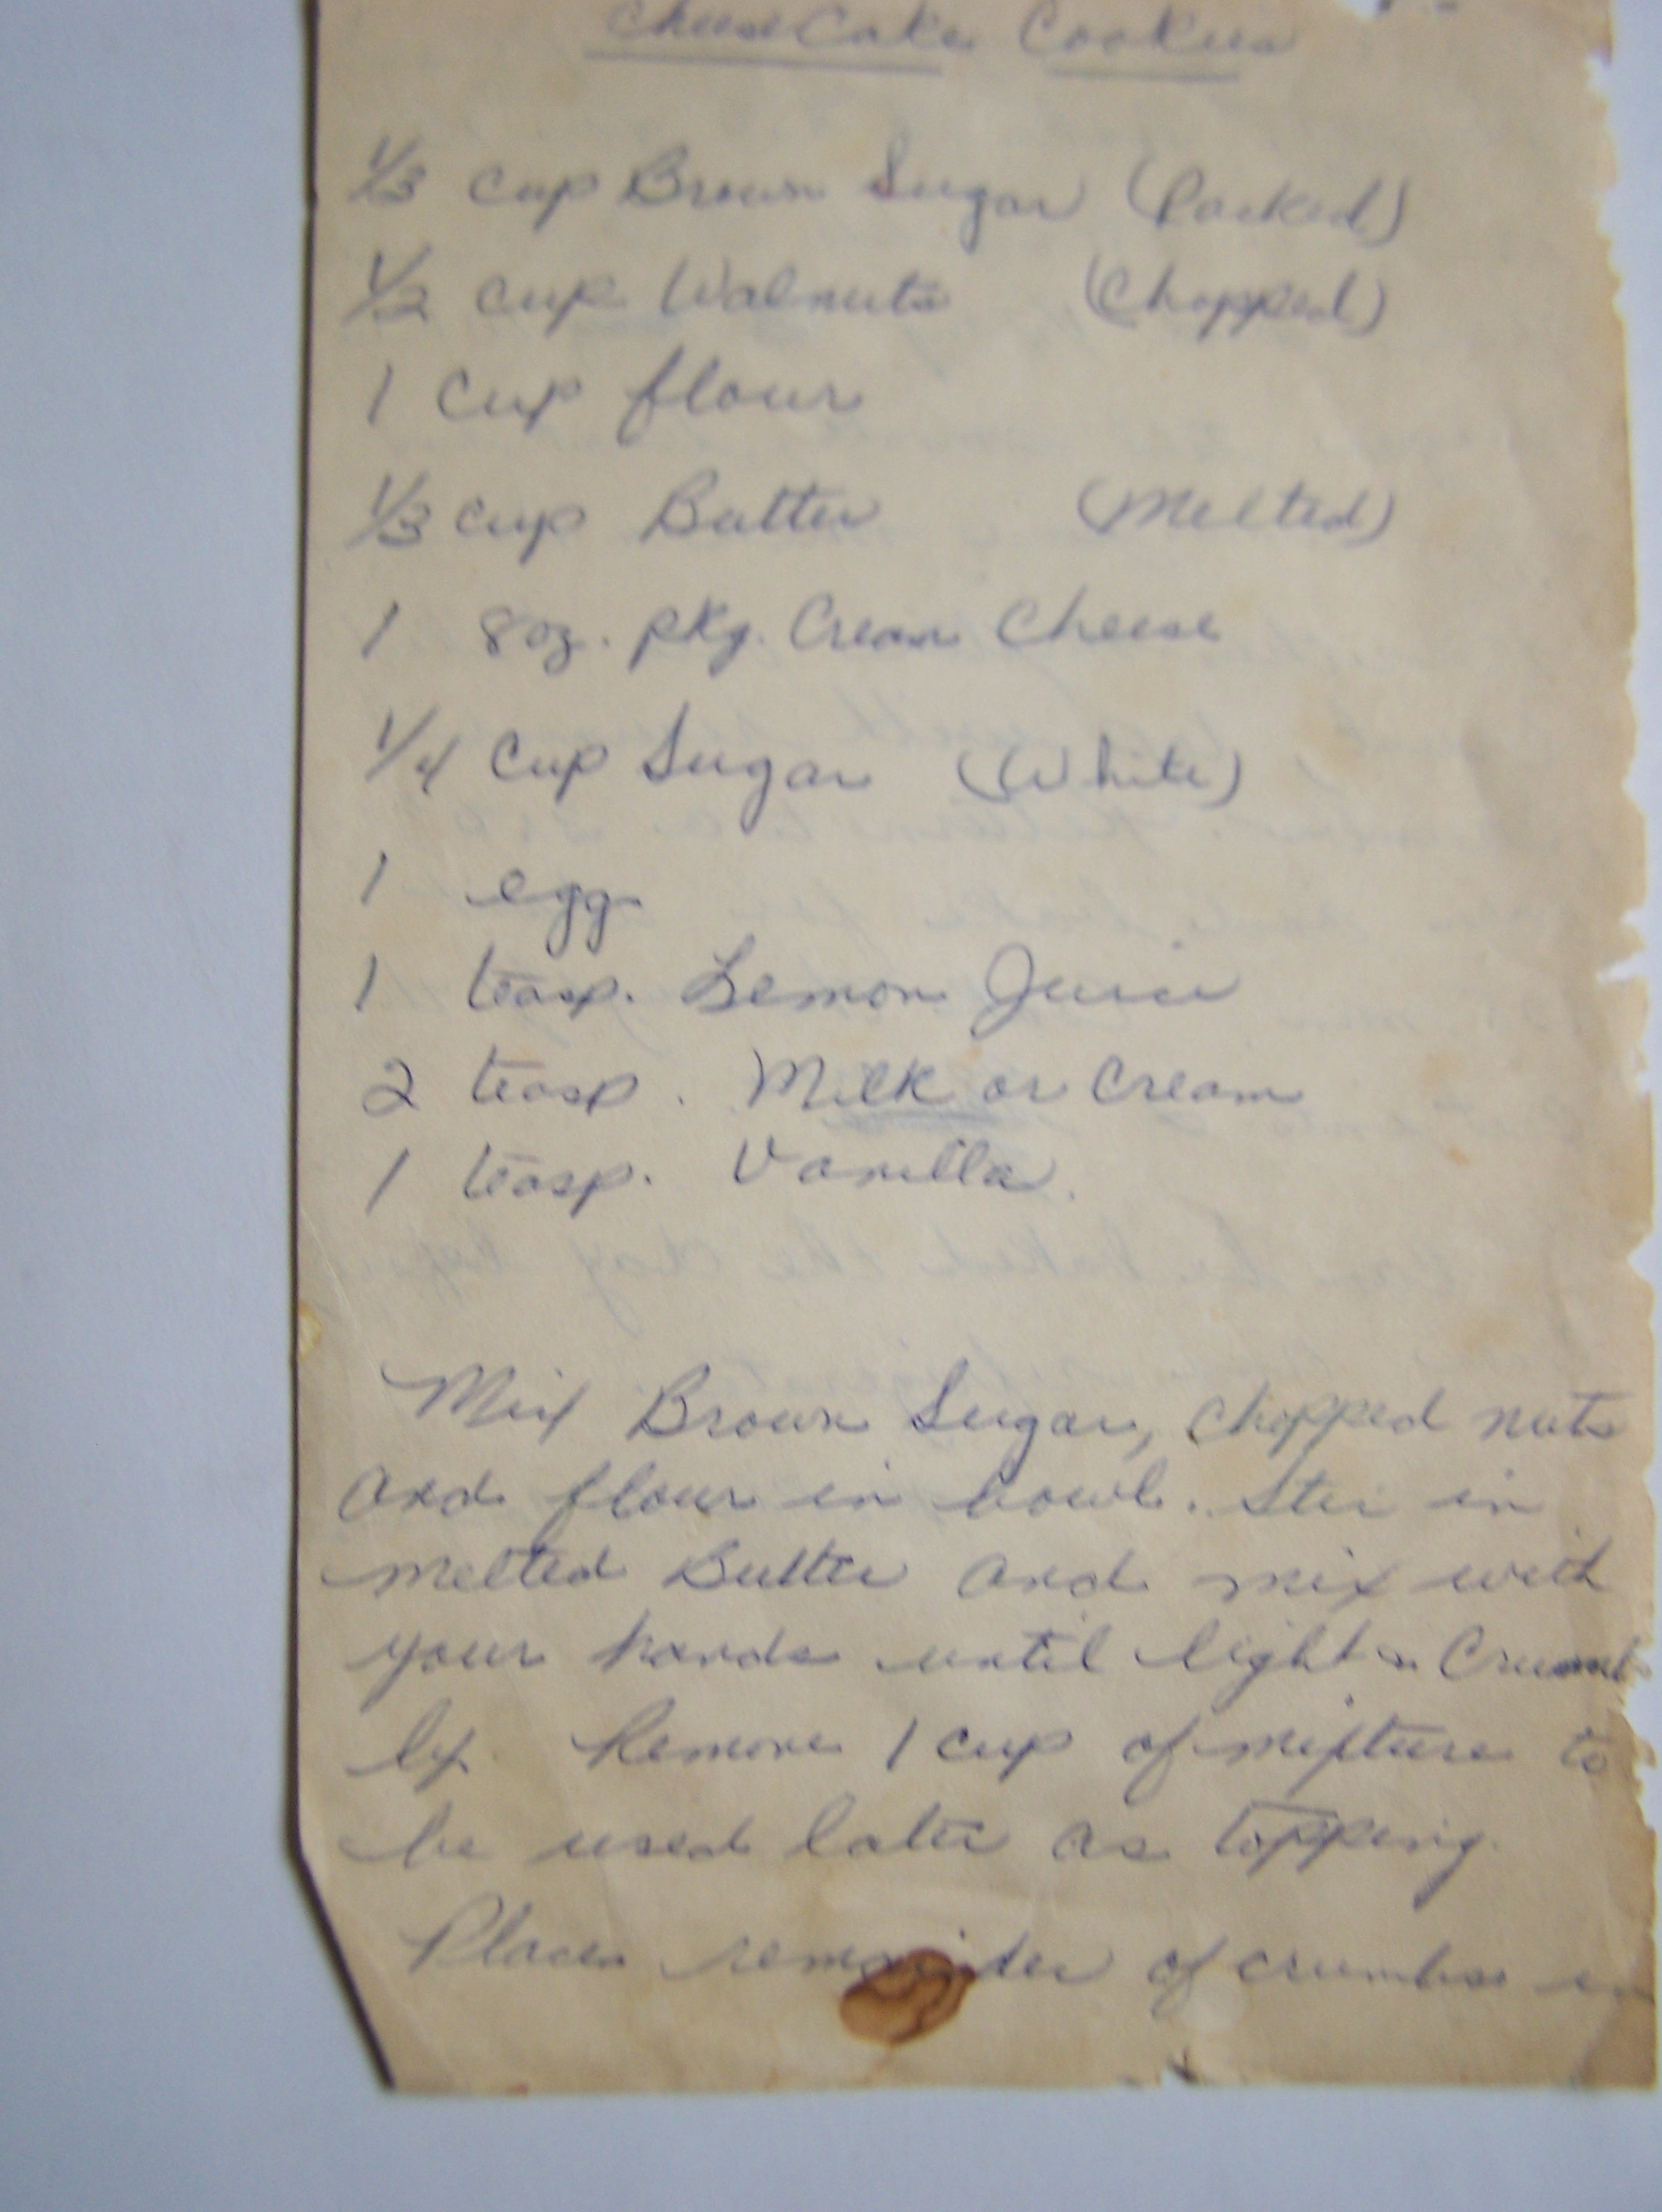 Cheese Cake Cookies
1/3 cup Brown Sugar (Packed)
1/2 cup Walnuts (Chopped)
1 Cup flour
1/3 cup Butter (Melted)
1 8oz. pkg. Cream Cheese
1/4 cup Sugar (White)
1 egg
1 teasp. Lemon Juice
2 teasp. Milk or Cream
1 teasp. Vanilla.
Mix Brown Sugar, chopped nuts
and flour in bowl. Stir in
melted Butter and mix with
your hands until light n Crumb
ly. Remove 1 cup of mixture to
be used later as topping.
Place remainder of crumbs in